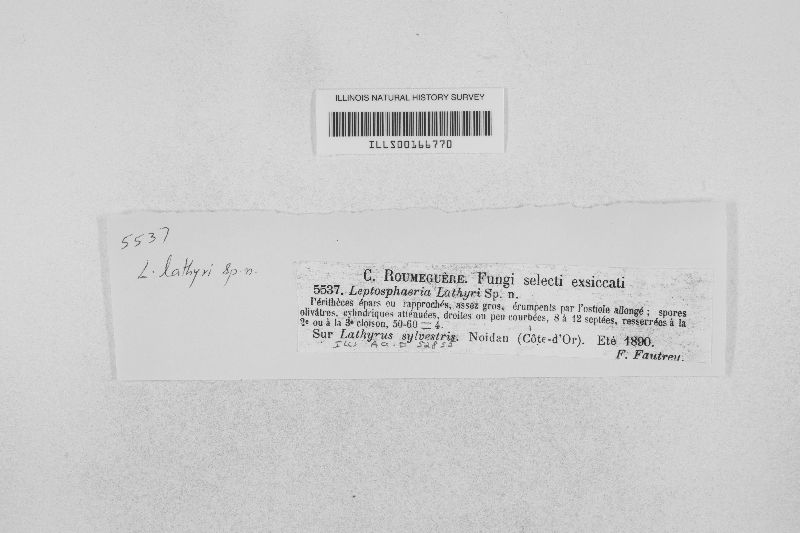 ILLINOIS NATURAL HISTORY SURVEY
ILLS00166770
5537
L. lathyri Sp. n.
C. ROUMEGUÈRE. Fungi selecti exsiccati
5537. Leptosphaeria Lathyri Sp. n.
Périthèces épars ou rapprochés, assez gros, érumpents par l'ostiole allongé ; spores
olivâtres, cylindriques atténuées, droites ou peu courbées, 8 à 12 septées, resserrées à la
2e ou à la 3e cloison, 50-60 = 4.
Sur Lathyrus sylvestris. Noidan (Côte-d'Or). Eté 1890.
F. Fautrey.